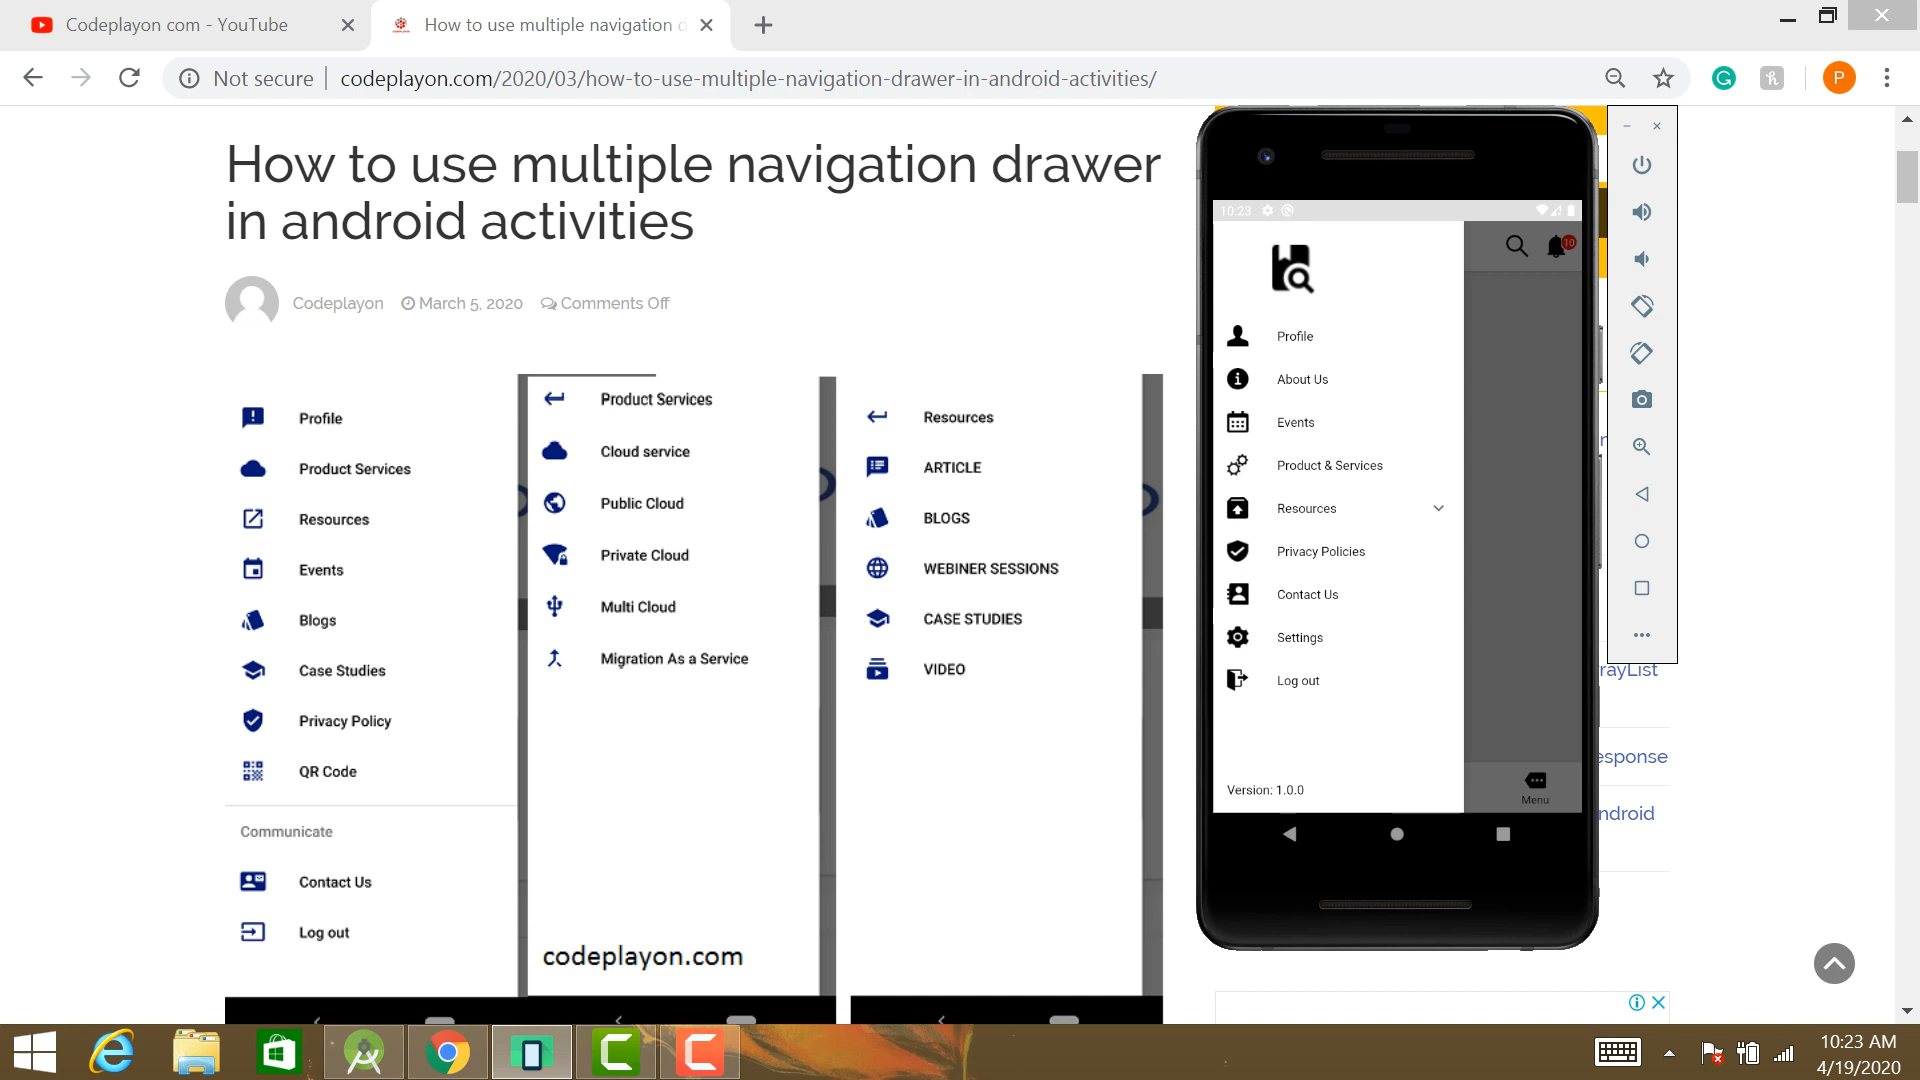 Codeplayon com - YouTube
How to use multiple navigation d
Not secure
codeplayon.com/2020/03/how-to-use-multiple-navigation-drawer-in-android-activities/
P
How to use multiple navigation drawer
in android activities
Codeplayon
March 5, 2020
Comments Off
Profile
Product Services
Resources
Events
Blogs
Case Studies
Privacy Policy
QR Code
Communicate
Contact Us
Log out
Product Services
Cloud service
Public Cloud
Private Cloud
Multi Cloud
Migration As a Service
codeplayon.com
Resources
ARTICLE
BLOGS
WEBINER SESSIONS
CASE STUDIES
VIDEO
10:23
10
Profile
About Us
Events
Product & Services
Resources
Privacy Policies
Contact Us
Settings
Log out
Version: 1.0.0
Menu
rayList
esponse
ndroid
10:23 AM
4/19/2020